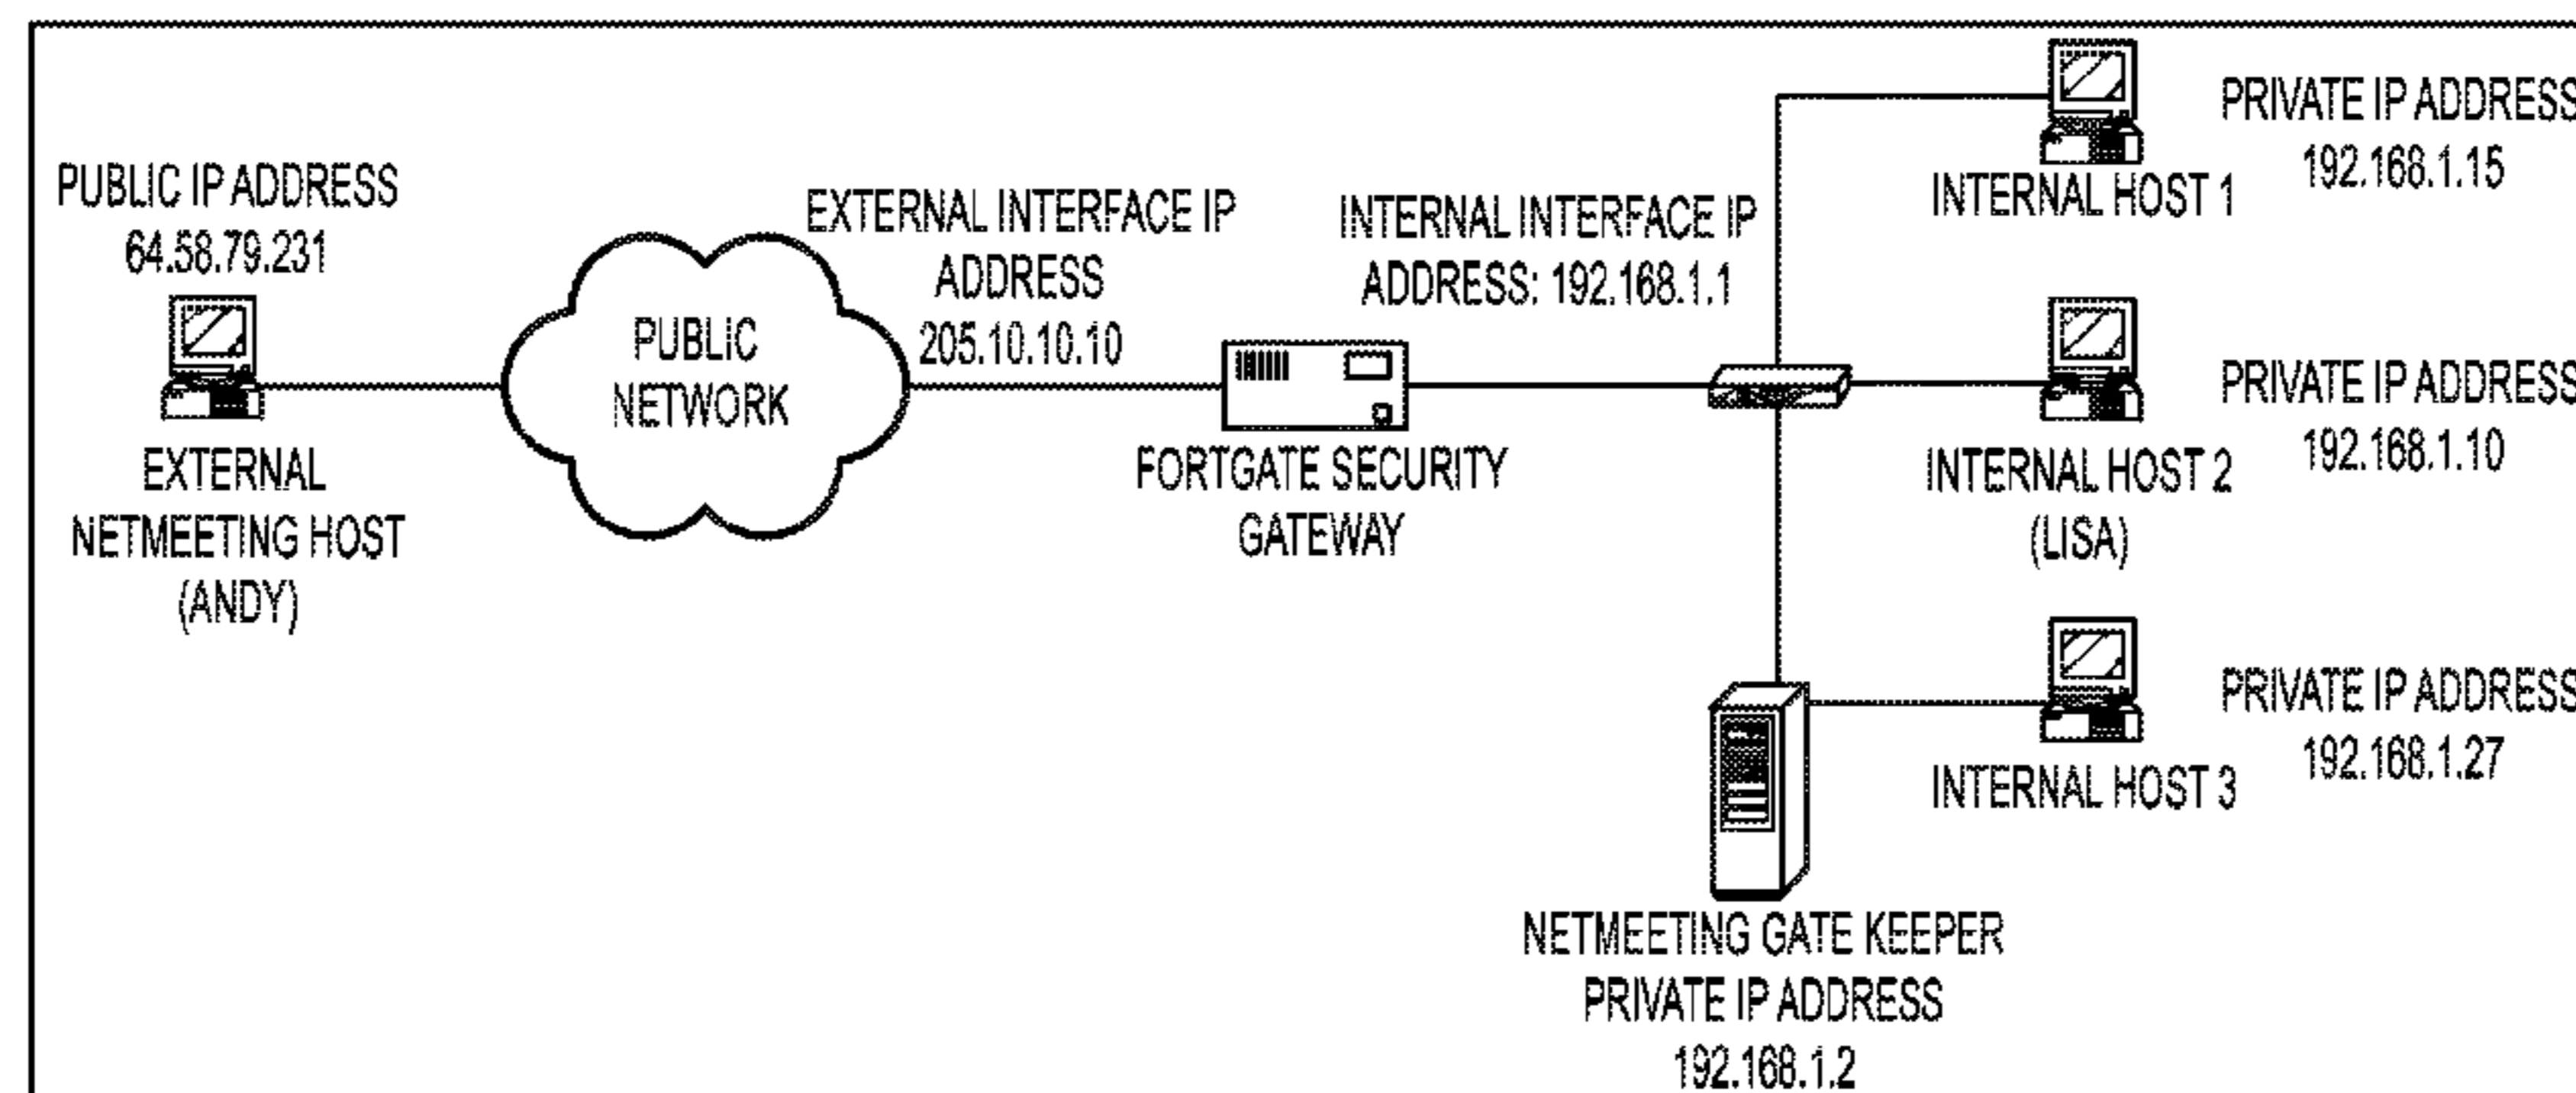 PUBLIC IP ADDRESS
64.58.79.231
EXTERNAL
NETMEETING HOST
(ANDY)
PUBLIC
NETWORK
EXTERNAL INTERFACE IP
ADDRESS
205.10.10.10
INTERNAL INTERFACE IP
ADDRESS: 192.168.1.1
FORTGATE SECURITY
GATEWAY
INTERNAL HOST 1
PRIVATE IP ADDRESS
192.168.1.15
INTERNAL HOST 2
(LISA)
PRIVATE IP ADDRESS
192.168.1.10
INTERNAL HOST 3
PRIVATE IP ADDRESS
192.168.1.27
NETMEETING GATE KEEPER
PRIVATE IP ADDRESS
192.168.1.2